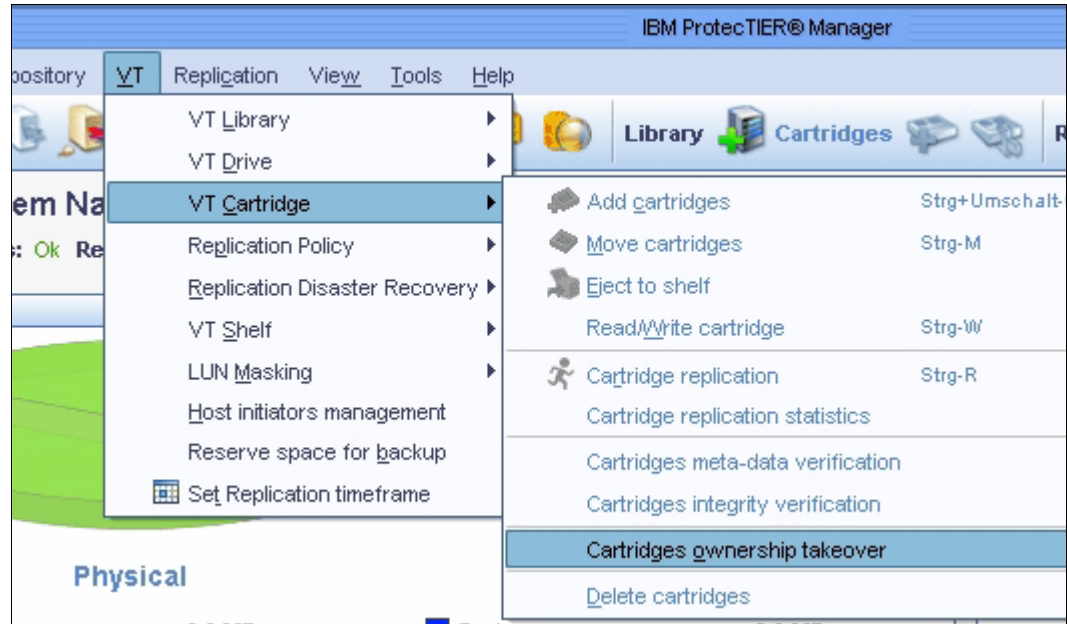 IBM ProtecTIER® Manager
pository VT Replication View Tools Help
Library Cartridges R
em Na
: Ok Re
VT Library
VT Drive
VT Cartridge
Replication Policy
Replication Disaster Recovery
VT Shelf
LUN Masking
Host initiators management
Reserve space for backup
Set Replication timeframe
Add cartridges Strg+Umschalt-
Move cartridges Strg-M
Eject to shelf
Read/Write cartridge Strg-W
Cartridge replication Strg-R
Cartridge replication statistics
Cartridges meta-data verification
Cartridges integrity verification
Cartridges ownership takeover
Delete cartridges
Physical